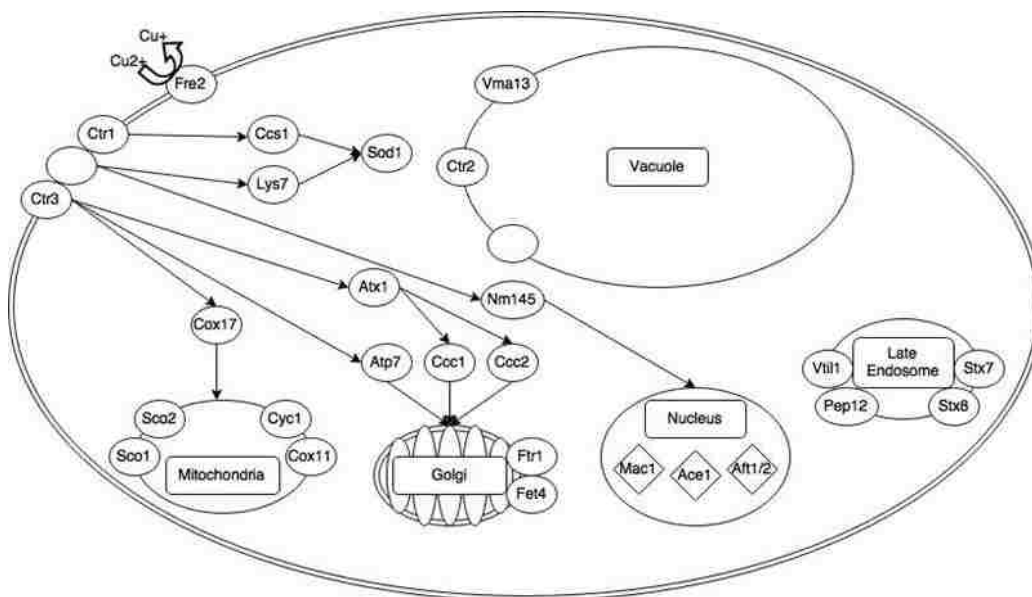 Cu+
Cu2+
Fre2
Vma13
Ctr1
Ccs1
Sod1
Ctr2
Vacuole
Lys7
Ctr3
Atx1
Nm145
Cox17
Atp7
Ccc1
Ccc2
Vtil1
Late
Endosome
Stx7
Pep12
Stx8
Sco2
Cyc1
Nucleus
Sco1
Mitochondria
Cox11
Golgi
Ftr1
Fet4
Mac1
Ace1
Aft1/2